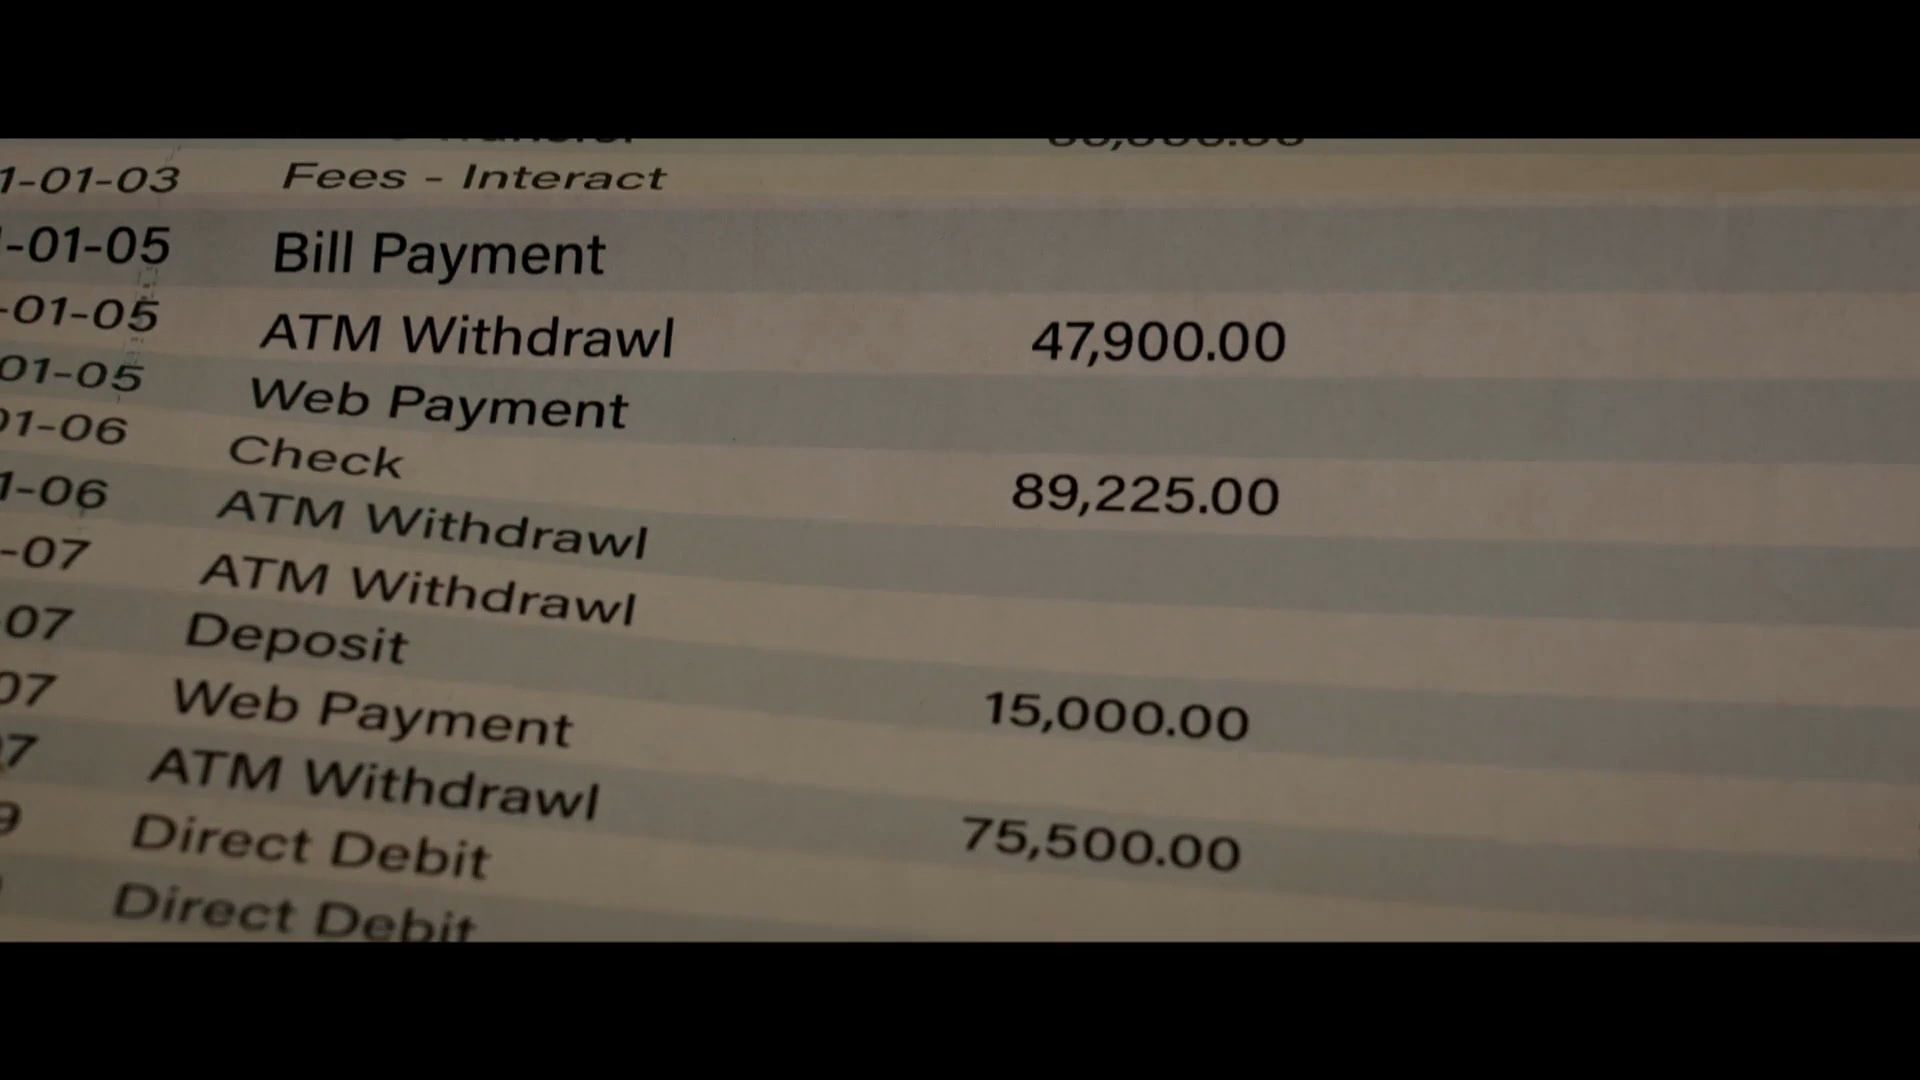 1-01-03 Fees - Interact
-01-05 Bill Payment
-01-05 ATM Withdrawl 47,900.00
01-05 Web Payment
01-06 Check 89,225.00
1-06 ATM Withdrawl
-07 ATM Withdrawl
07 Deposit 15,000.00
07 Web Payment
7 ATM Withdrawl 75,500.00
9 Direct Debit
Direct Debit